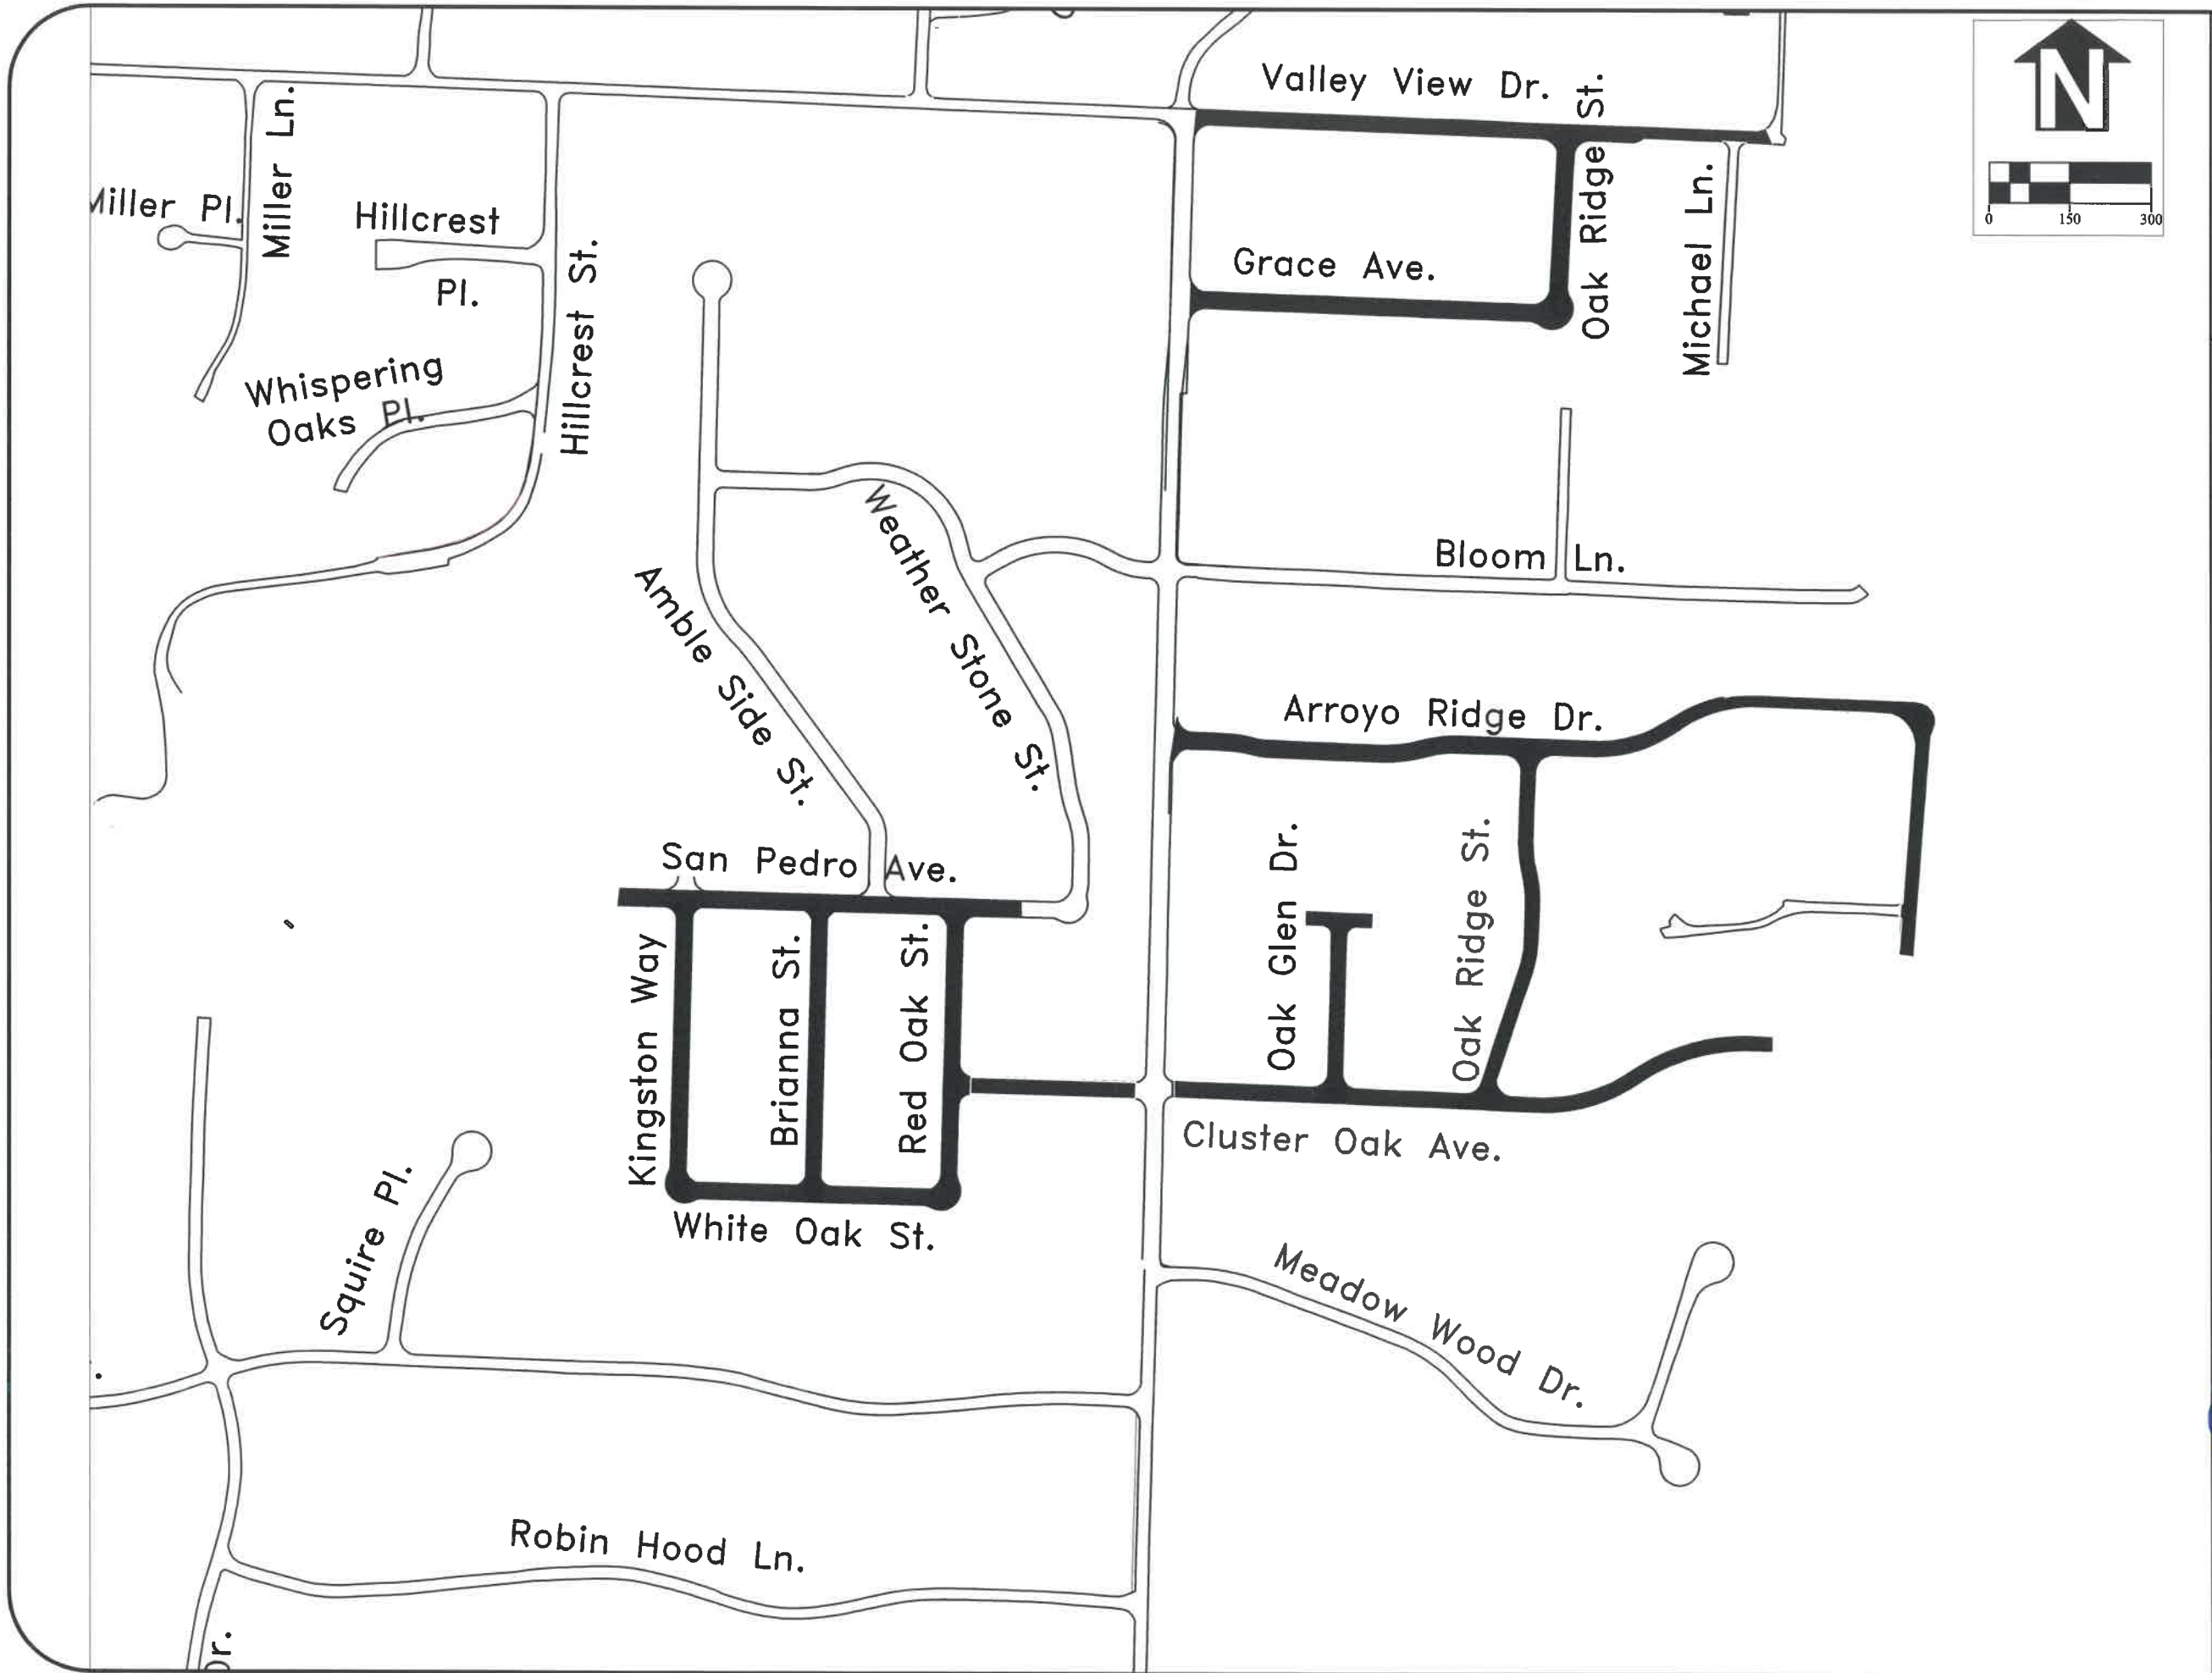 Valley View Dr.
N
0 150 300
Miller Ln.
Miller Pl.
Hillcrest
Pl.
Hillcrest St.
Oak Ridge St.
Michael Ln.
Grace Ave.
Whispering
Oaks Pl.
Weather Stone St.
Amble Side St.
Bloom Ln.
Arroyo Ridge Dr.
San Pedro Ave.
Oak Glen Dr.
Oak Ridge St.
Kingston Way
Brianna St.
Red Oak St.
Cluster Oak Ave.
White Oak St.
Squire Pl.
Meadow Wood Dr.
Robin Hood Ln.
Dr.